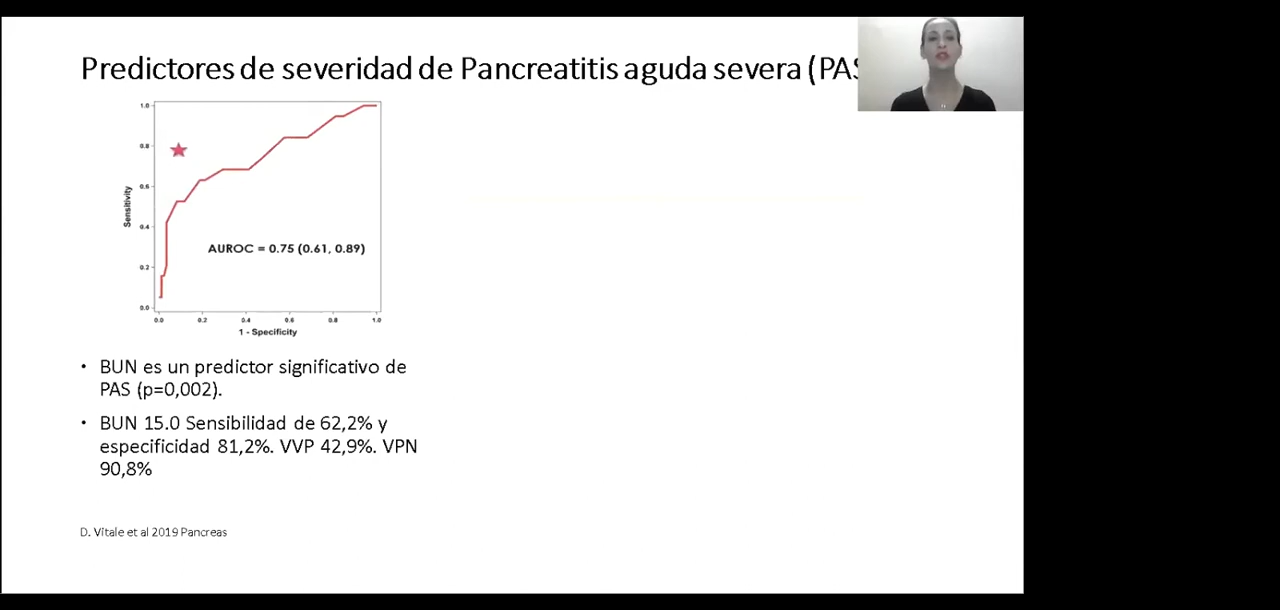 Predictores de severidad de Pancreatitis aguda severa (PAS
1.0
0.8
0.6
0.4
0.2
0.0
Sensitivity
AUROC = 0.75 (0.61, 0.89)
0.0 0.2 0.4 0.6 0.8 1.0
1 - Specificity
• BUN es un predictor significativo de
PAS (p=0,002).
• BUN 15.0 Sensibilidad de 62,2% y
especificidad 81,2%. VVP 42,9%. VPN
90,8%
D. Vitale et al 2019 Pancreas